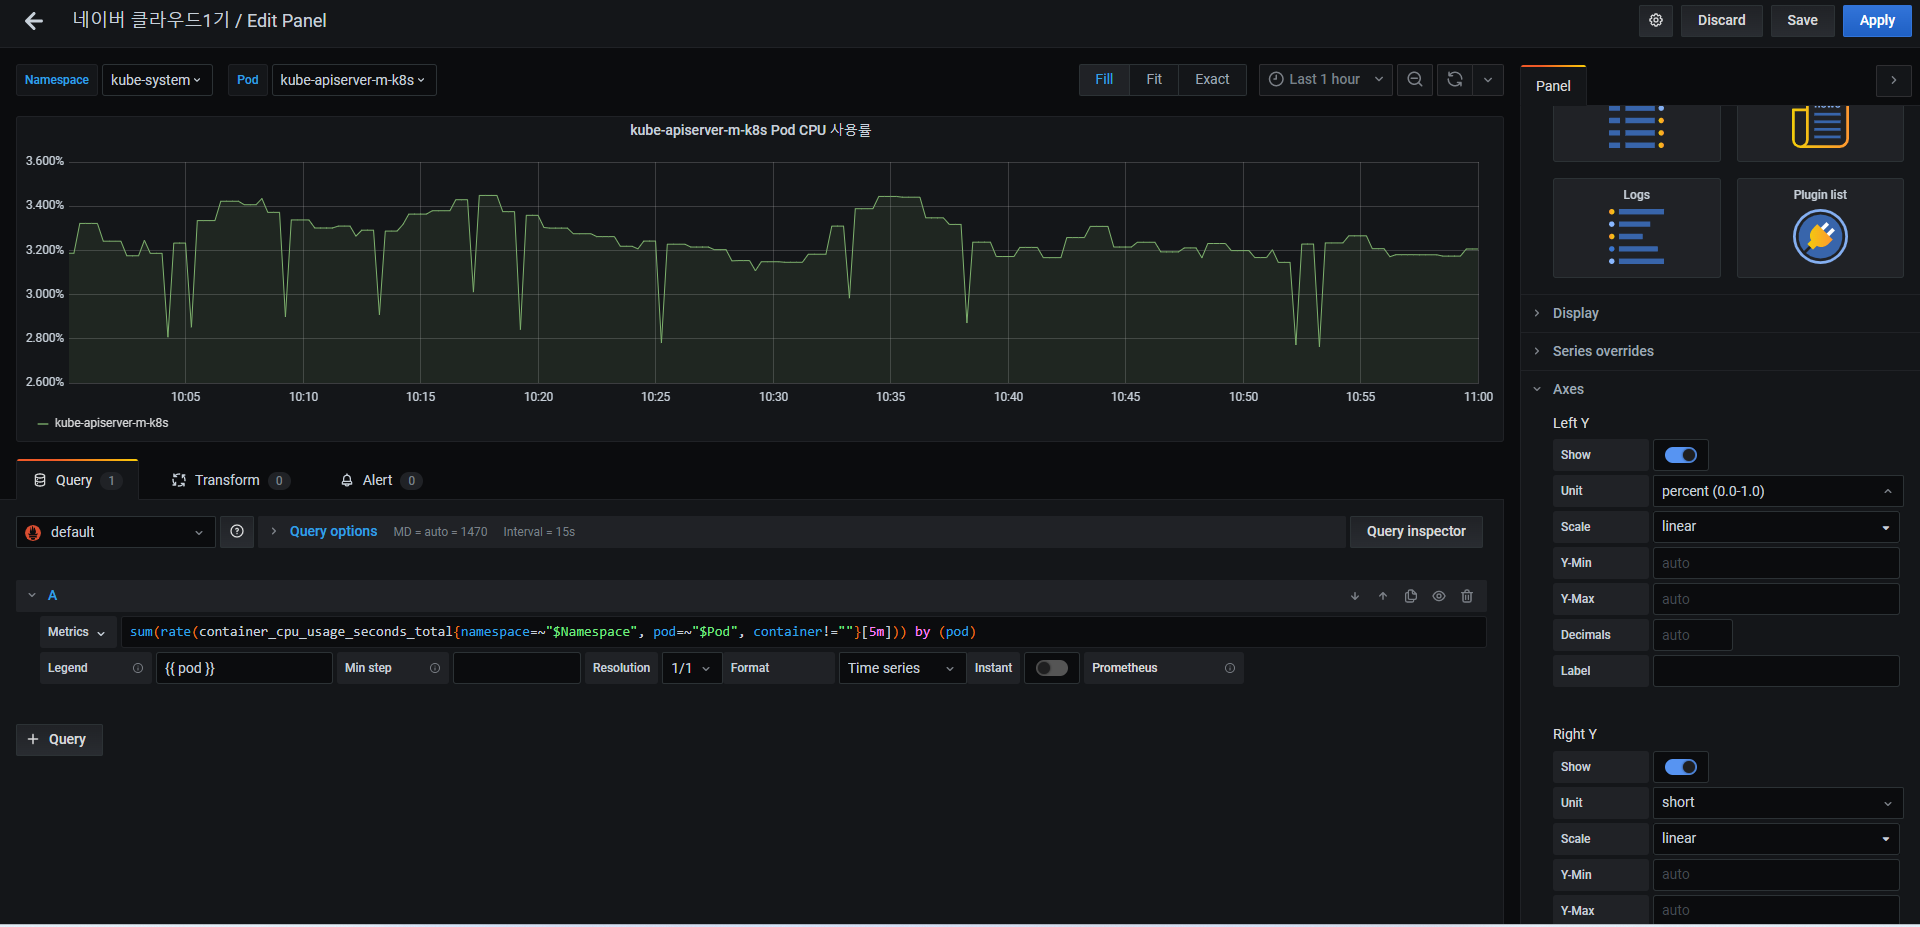 네이버 클라우드1기 / Edit Panel
Discard
Save
Apply
Namespace
kube-system
Pod
kube-apiserver-m-k8s
Fill
Fit
Exact
Last 1 hour
Panel
kube-apiserver-m-k8s Pod CPU 사용률
3.600%
3.400%
3.200%
3.000%
2.800%
2.600%
10:05
10:10
10:15
10:20
10:25
10:30
10:35
10:40
10:45
10:50
10:55
11:00
kube-apiserver-m-k8s
Query 1
Transform 0
Alert 0
default
Query options
MD = auto = 1470
Interval = 15s
Query inspector
A
Metrics
sum(rate(container_cpu_usage_seconds_total{namespace=~"$Namespace", pod=~"$Pod", container!=""}[5m])) by (pod)
Legend
{{ pod }}
Min step
Resolution
1/1
Format
Time series
Instant
Prometheus
+ Query
Logs
Plugin list
Display
Series overrides
Axes
Left Y
Show
Unit
percent (0.0-1.0)
Scale
linear
Y-Min
auto
Y-Max
auto
Decimals
auto
Label
Right Y
Show
Unit
short
Scale
linear
Y-Min
auto
Y-Max
auto